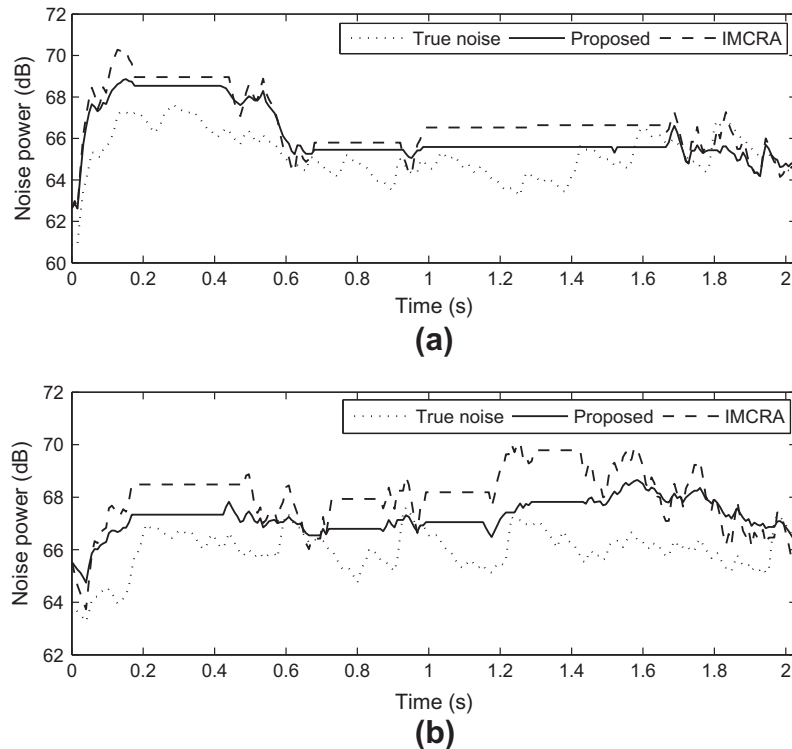 72
70
68
66
64
62
60
Noise power (dB)
True noise Proposed IMCRA
0 0.2 0.4 0.6 0.8 1 1.2 1.4 1.6 1.8 2
Time (s)
(a)
72
70
68
66
64
62
Noise power (dB)
True noise Proposed IMCRA
0 0.2 0.4 0.6 0.8 1 1.2 1.4 1.6 1.8 2
Time (s)
(b)